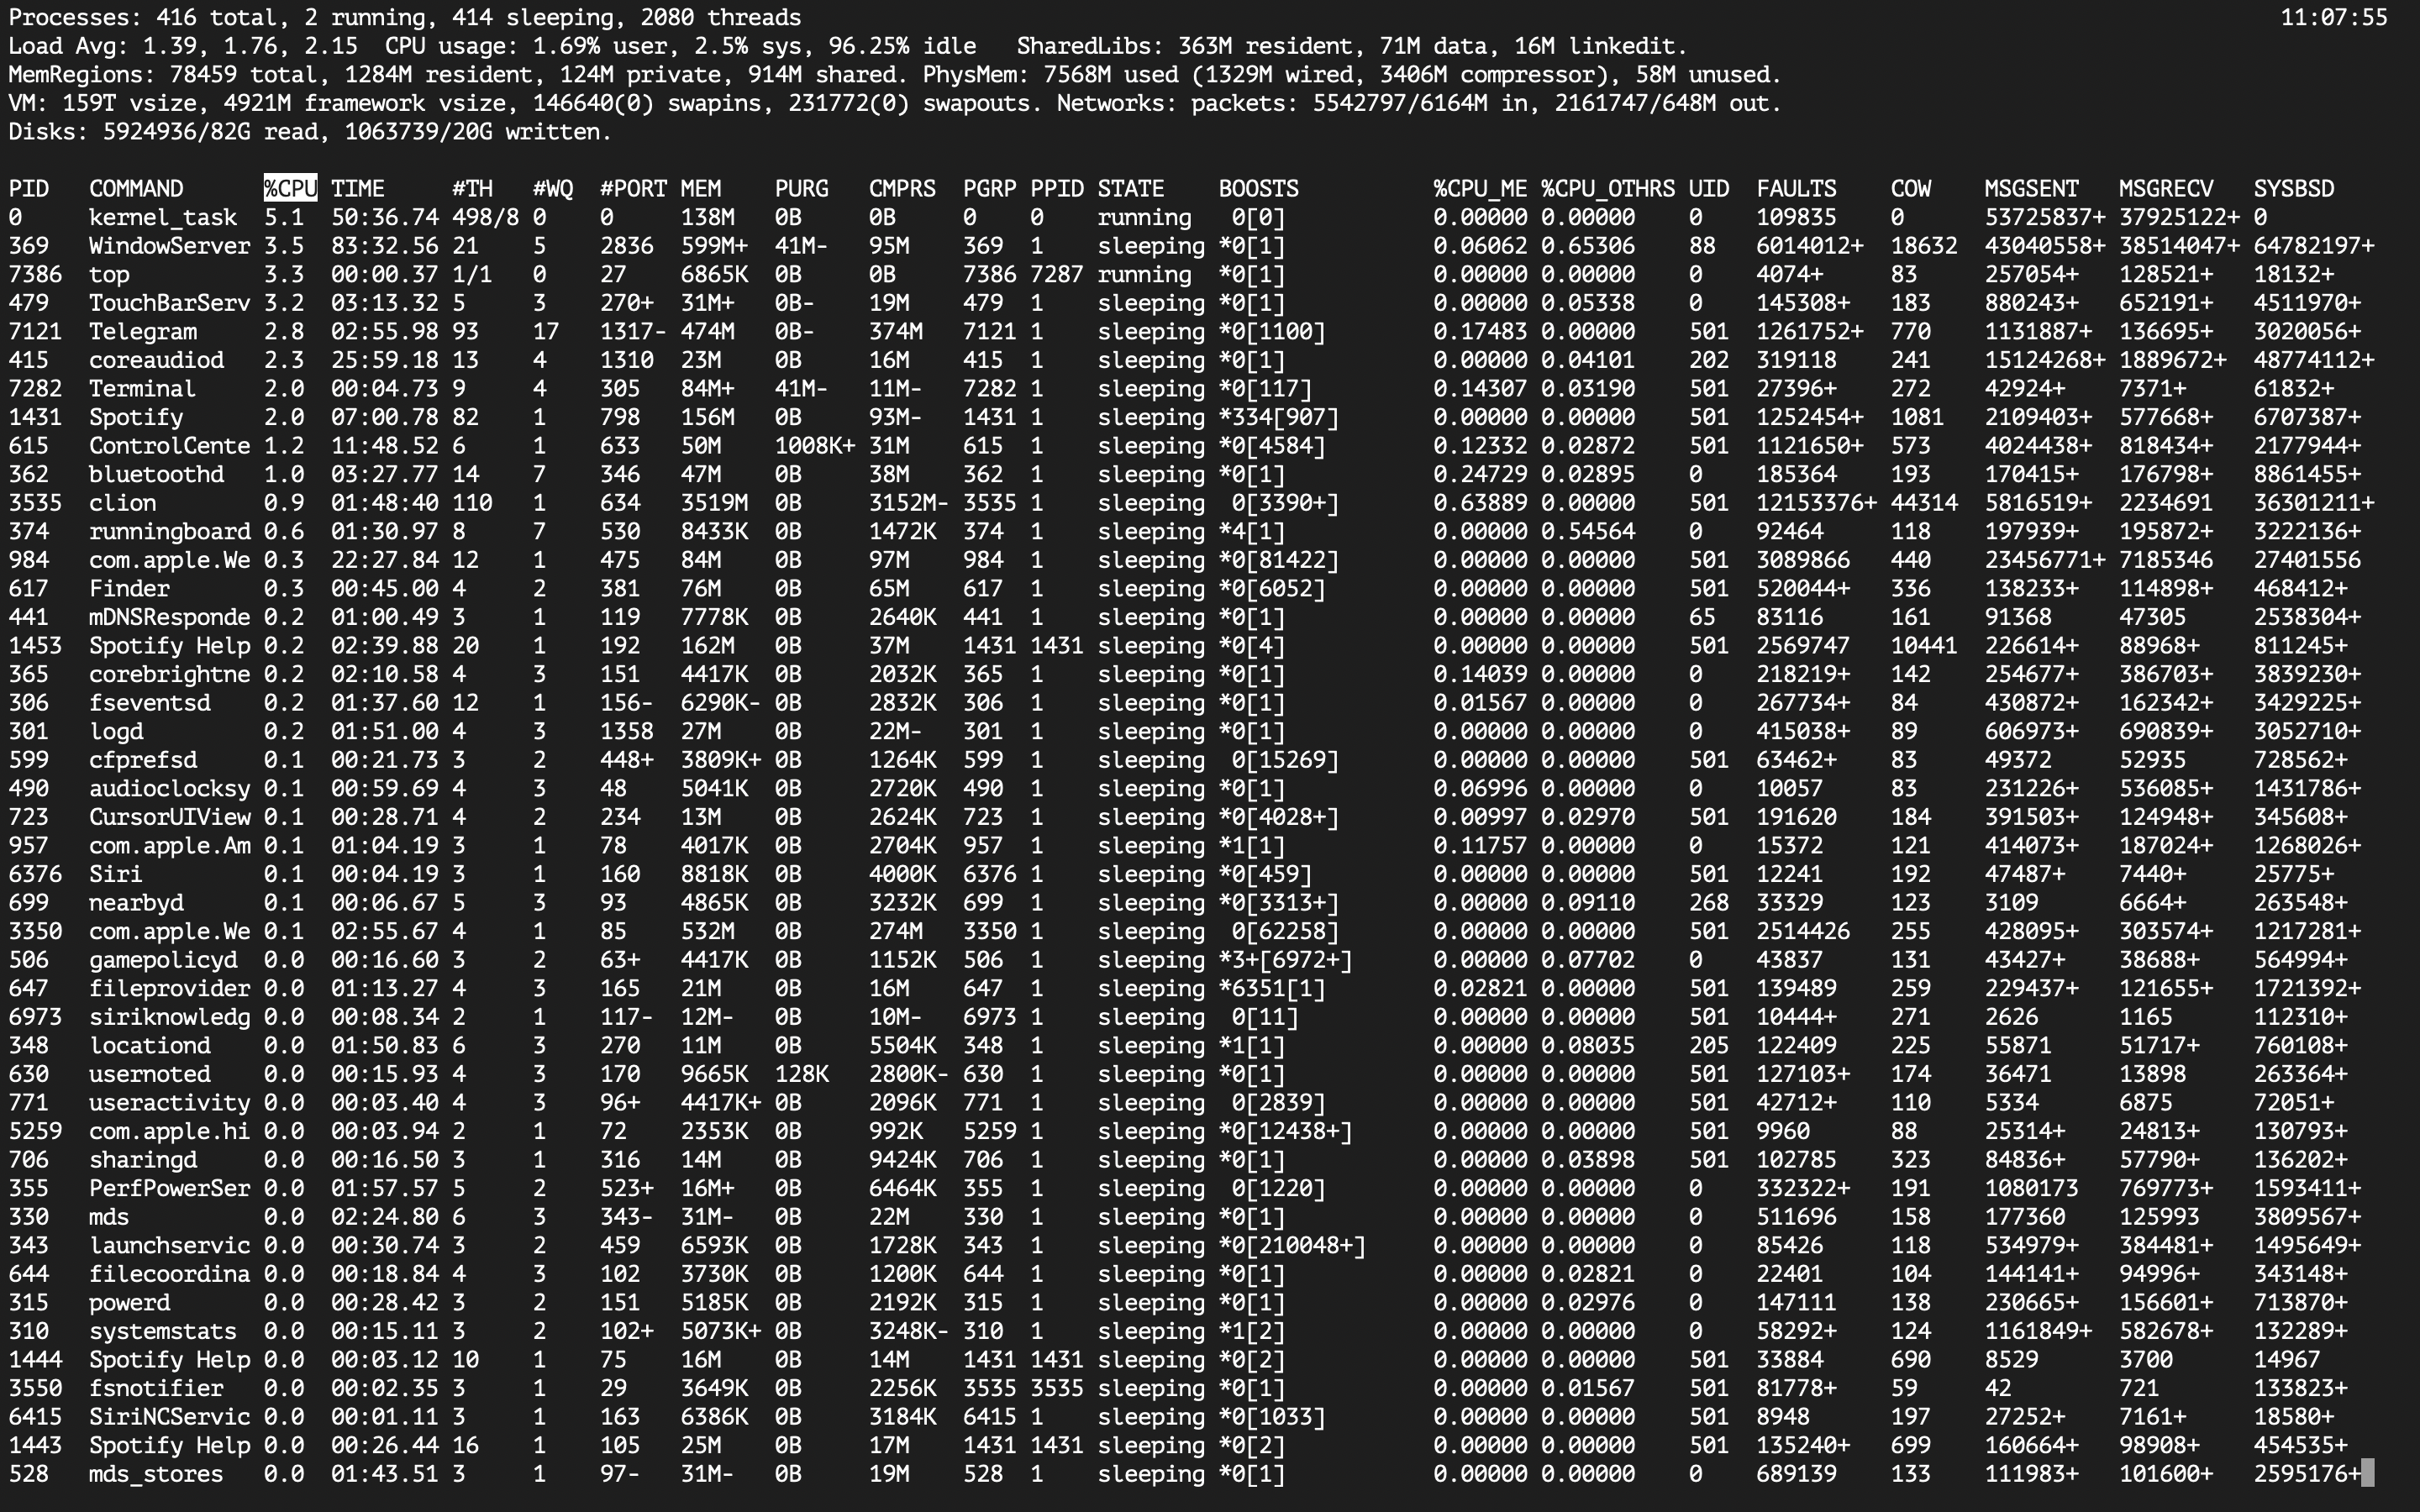 Processes: 416 total, 2 running, 414 sleeping, 2080 threads 11:07:55
Load Avg: 1.39, 1.76, 2.15  CPU usage: 1.69% user, 2.5% sys, 96.25% idle   SharedLibs: 363M resident, 71M data, 16M linkedit.
MemRegions: 78459 total, 1284M resident, 124M private, 914M shared. PhysMem: 7568M used (1329M wired, 3406M compressor), 58M unused.
VM: 159T vsize, 4921M framework vsize, 146640(0) swapins, 231772(0) swapouts. Networks: packets: 5542797/6164M in, 2161747/648M out.
Disks: 5924936/82G read, 1063739/20G written.
PID COMMAND %CPU TIME #TH #WQ #PORT MEM PURG CMPRS PGRP PPID STATE BOOSTS %CPU_ME %CPU_OTHRS UID FAULTS COW MSGSENT MSGRECV SYSBSD
0 kernel_task 5.1 50:36.74 498/8 0 0 138M 0B 0B 0 0 running 0[0] 0.00000 0.00000 0 109835 0 53725837+ 37925122+ 0
369 WindowServer 3.5 83:32.56 21 5 2836 599M+ 41M- 95M 369 1 sleeping *0[1] 0.06062 0.65306 88 6014012+ 18632 43040558+ 38514047+ 64782197+
7386 top 3.3 00:00.37 1/1 0 27 6865K 0B 0B 7386 7287 running *0[1] 0.00000 0.00000 0 4074+ 83 257054+ 128521+ 18132+
479 TouchBarServ 3.2 03:13.32 5 3 270+ 31M+ 0B- 19M 479 1 sleeping *0[1] 0.00000 0.05338 0 145308+ 183 880243+ 652191+ 4511970+
7121 Telegram 2.8 02:55.98 93 17 1317- 474M 0B- 374M 7121 1 sleeping *0[1100] 0.17483 0.00000 501 1261752+ 770 1131887+ 136695+ 3020056+
415 coreaudiod 2.3 25:59.18 13 4 1310 23M 0B 16M 415 1 sleeping *0[1] 0.00000 0.04101 202 319118 241 15124268+ 1889672+ 48774112+
7282 Terminal 2.0 00:04.73 9 4 305 84M+ 41M- 11M- 7282 1 sleeping *0[117] 0.14307 0.03190 501 27396+ 272 42924+ 7371+ 61832+
1431 Spotify 2.0 07:00.78 82 1 798 156M 0B 93M- 1431 1 sleeping *334[907] 0.00000 0.00000 501 1252454+ 1081 2109403+ 577668+ 6707387+
615 ControlCente 1.2 11:48.52 6 1 633 50M 1008K+ 31M 615 1 sleeping *0[4584] 0.12332 0.02872 501 1121650+ 573 4024438+ 818434+ 2177944+
362 bluetoothd 1.0 03:27.77 14 7 346 47M 0B 38M 362 1 sleeping *0[1] 0.24729 0.02895 0 185364 193 170415+ 176798+ 8861455+
3535 clion 0.9 01:48:40 110 1 634 3519M 0B 3152M- 3535 1 sleeping 0[3390+] 0.63889 0.00000 501 12153376+ 44314 5816519+ 2234691 36301211+
374 runningboard 0.6 01:30.97 8 7 530 8433K 0B 1472K 374 1 sleeping *4[1] 0.00000 0.54564 0 92464 118 197939+ 195872+ 3222136+
984 com.apple.We 0.3 22:27.84 12 1 475 84M 0B 97M 984 1 sleeping *0[81422] 0.00000 0.00000 501 3089866 440 23456771+ 7185346 27401556
617 Finder 0.3 00:45.00 4 2 381 76M 0B 65M 617 1 sleeping *0[6052] 0.00000 0.00000 501 520044+ 336 138233+ 114898+ 468412+
441 mDNSResponde 0.2 01:00.49 3 1 119 7778K 0B 2640K 441 1 sleeping *0[1] 0.00000 0.00000 65 83116 161 91368 47305 2538304+
1453 Spotify Help 0.2 02:39.88 20 1 192 162M 0B 37M 1431 1431 sleeping *0[4] 0.00000 0.00000 501 2569747 10441 226614+ 88968+ 811245+
365 corebrightne 0.2 02:10.58 4 3 151 4417K 0B 2032K 365 1 sleeping *0[1] 0.14039 0.00000 0 218219+ 142 254677+ 386703+ 3839230+
306 fseventsd 0.2 01:37.60 12 1 156- 6290K- 0B 2832K 306 1 sleeping *0[1] 0.01567 0.00000 0 267734+ 84 430872+ 162342+ 3429225+
301 logd 0.2 01:51.00 4 3 1358 27M 0B 22M- 301 1 sleeping *0[1] 0.00000 0.00000 0 415038+ 89 606973+ 690839+ 3052710+
599 cfprefsd 0.1 00:21.73 3 2 448+ 3809K+ 0B 1264K 599 1 sleeping 0[15269] 0.00000 0.00000 501 63462+ 83 49372 52935 728562+
490 audioclocksy 0.1 00:59.69 4 3 48 5041K 0B 2720K 490 1 sleeping *0[1] 0.06996 0.00000 0 10057 83 231226+ 536085+ 1431786+
723 CursorUIView 0.1 00:28.71 4 2 234 13M 0B 2624K 723 1 sleeping *0[4028+] 0.00997 0.02970 501 191620 184 391503+ 124948+ 345608+
957 com.apple.Am 0.1 01:04.19 3 1 78 4017K 0B 2704K 957 1 sleeping *1[1] 0.11757 0.00000 0 15372 121 414073+ 187024+ 1268026+
6376 Siri 0.1 00:04.19 3 1 160 8818K 0B 4000K 6376 1 sleeping *0[459] 0.00000 0.00000 501 12241 192 47487+ 7440+ 25775+
699 nearbyd 0.1 00:06.67 5 3 93 4865K 0B 3232K 699 1 sleeping *0[3313+] 0.00000 0.09110 268 33329 123 3109 6664+ 263548+
3350 com.apple.We 0.1 02:55.67 4 1 85 532M 0B 274M 3350 1 sleeping 0[62258] 0.00000 0.00000 501 2514426 255 428095+ 303574+ 1217281+
506 gamepolicyd 0.0 00:16.60 3 2 63+ 4417K 0B 1152K 506 1 sleeping *3+[6972+] 0.00000 0.07702 0 43837 131 43427+ 38688+ 564994+
647 fileprovider 0.0 01:13.27 4 3 165 21M 0B 16M 647 1 sleeping *6351[1] 0.02821 0.00000 501 139489 259 229437+ 121655+ 1721392+
6973 siriknowledg 0.0 00:08.34 2 1 117- 12M- 0B 10M- 6973 1 sleeping 0[11] 0.00000 0.00000 501 10444+ 271 2626 1165 112310+
348 locationd 0.0 01:50.83 6 3 270 11M 0B 5504K 348 1 sleeping *1[1] 0.00000 0.08035 205 122409 225 55871 51717+ 760108+
630 usernoted 0.0 00:15.93 4 3 170 9665K 128K 2800K- 630 1 sleeping *0[1] 0.00000 0.00000 501 127103+ 174 36471 13898 263364+
771 useractivity 0.0 00:03.40 4 3 96+ 4417K+ 0B 2096K 771 1 sleeping 0[2839] 0.00000 0.00000 501 42712+ 110 5334 6875 72051+
5259 com.apple.hi 0.0 00:03.94 2 1 72 2353K 0B 992K 5259 1 sleeping *0[12438+] 0.00000 0.00000 501 9960 88 25314+ 24813+ 130793+
706 sharingd 0.0 00:16.50 3 1 316 14M 0B 9424K 706 1 sleeping *0[1] 0.00000 0.03898 501 102785 323 84836+ 57790+ 136202+
355 PerfPowerSer 0.0 01:57.57 5 2 523+ 16M+ 0B 6464K 355 1 sleeping 0[1220] 0.00000 0.00000 0 332322+ 191 1080173 769773+ 1593411+
330 mds 0.0 02:24.80 6 3 343- 31M- 0B 22M 330 1 sleeping *0[1] 0.00000 0.00000 0 511696 158 177360 125993 3809567+
343 launchservic 0.0 00:30.74 3 2 459 6593K 0B 1728K 343 1 sleeping *0[210048+] 0.00000 0.00000 0 85426 118 534979+ 384481+ 1495649+
644 filecoordina 0.0 00:18.84 4 3 102 3730K 0B 1200K 644 1 sleeping *0[1] 0.00000 0.02821 0 22401 104 144141+ 94996+ 343148+
315 powerd 0.0 00:28.42 3 2 151 5185K 0B 2192K 315 1 sleeping *0[1] 0.00000 0.02976 0 147111 138 230665+ 156601+ 713870+
310 systemstats 0.0 00:15.11 3 2 102+ 5073K+ 0B 3248K- 310 1 sleeping *1[2] 0.00000 0.00000 0 58292+ 124 1161849+ 582678+ 132289+
1444 Spotify Help 0.0 00:03.12 10 1 75 16M 0B 14M 1431 1431 sleeping *0[2] 0.00000 0.00000 501 33884 690 8529 3700 14967
3550 fsnotifier 0.0 00:02.35 3 1 29 3649K 0B 2256K 3535 3535 sleeping *0[1] 0.00000 0.01567 501 81778+ 59 42 721 133823+
6415 SiriNCServic 0.0 00:01.11 3 1 163 6386K 0B 3184K 6415 1 sleeping *0[1033] 0.00000 0.00000 501 8948 197 27252+ 7161+ 18580+
1443 Spotify Help 0.0 00:26.44 16 1 105 25M 0B 17M 1431 1431 sleeping *0[2] 0.00000 0.00000 501 135240+ 699 160664+ 98908+ 454535+
528 mds_stores 0.0 01:43.51 3 1 97- 31M- 0B 19M 528 1 sleeping *0[1] 0.00000 0.00000 0 689139 133 111983+ 101600+ 2595176+